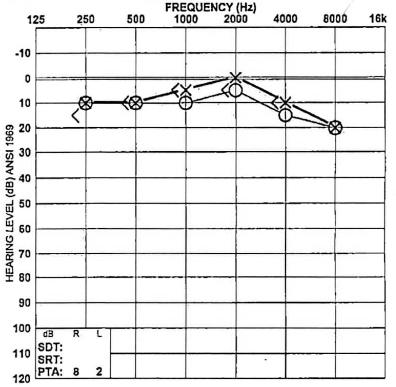 FREQUENCY (Hz)
125 250 500 1000 2000 4000 8000 16k
HEARING LEVEL (dB) ANSI 1969
-10
0
10
20
30
40
50
60
70
80
90
100
110
120
dB R L
SDT:
SRT:
PTA: 8 2